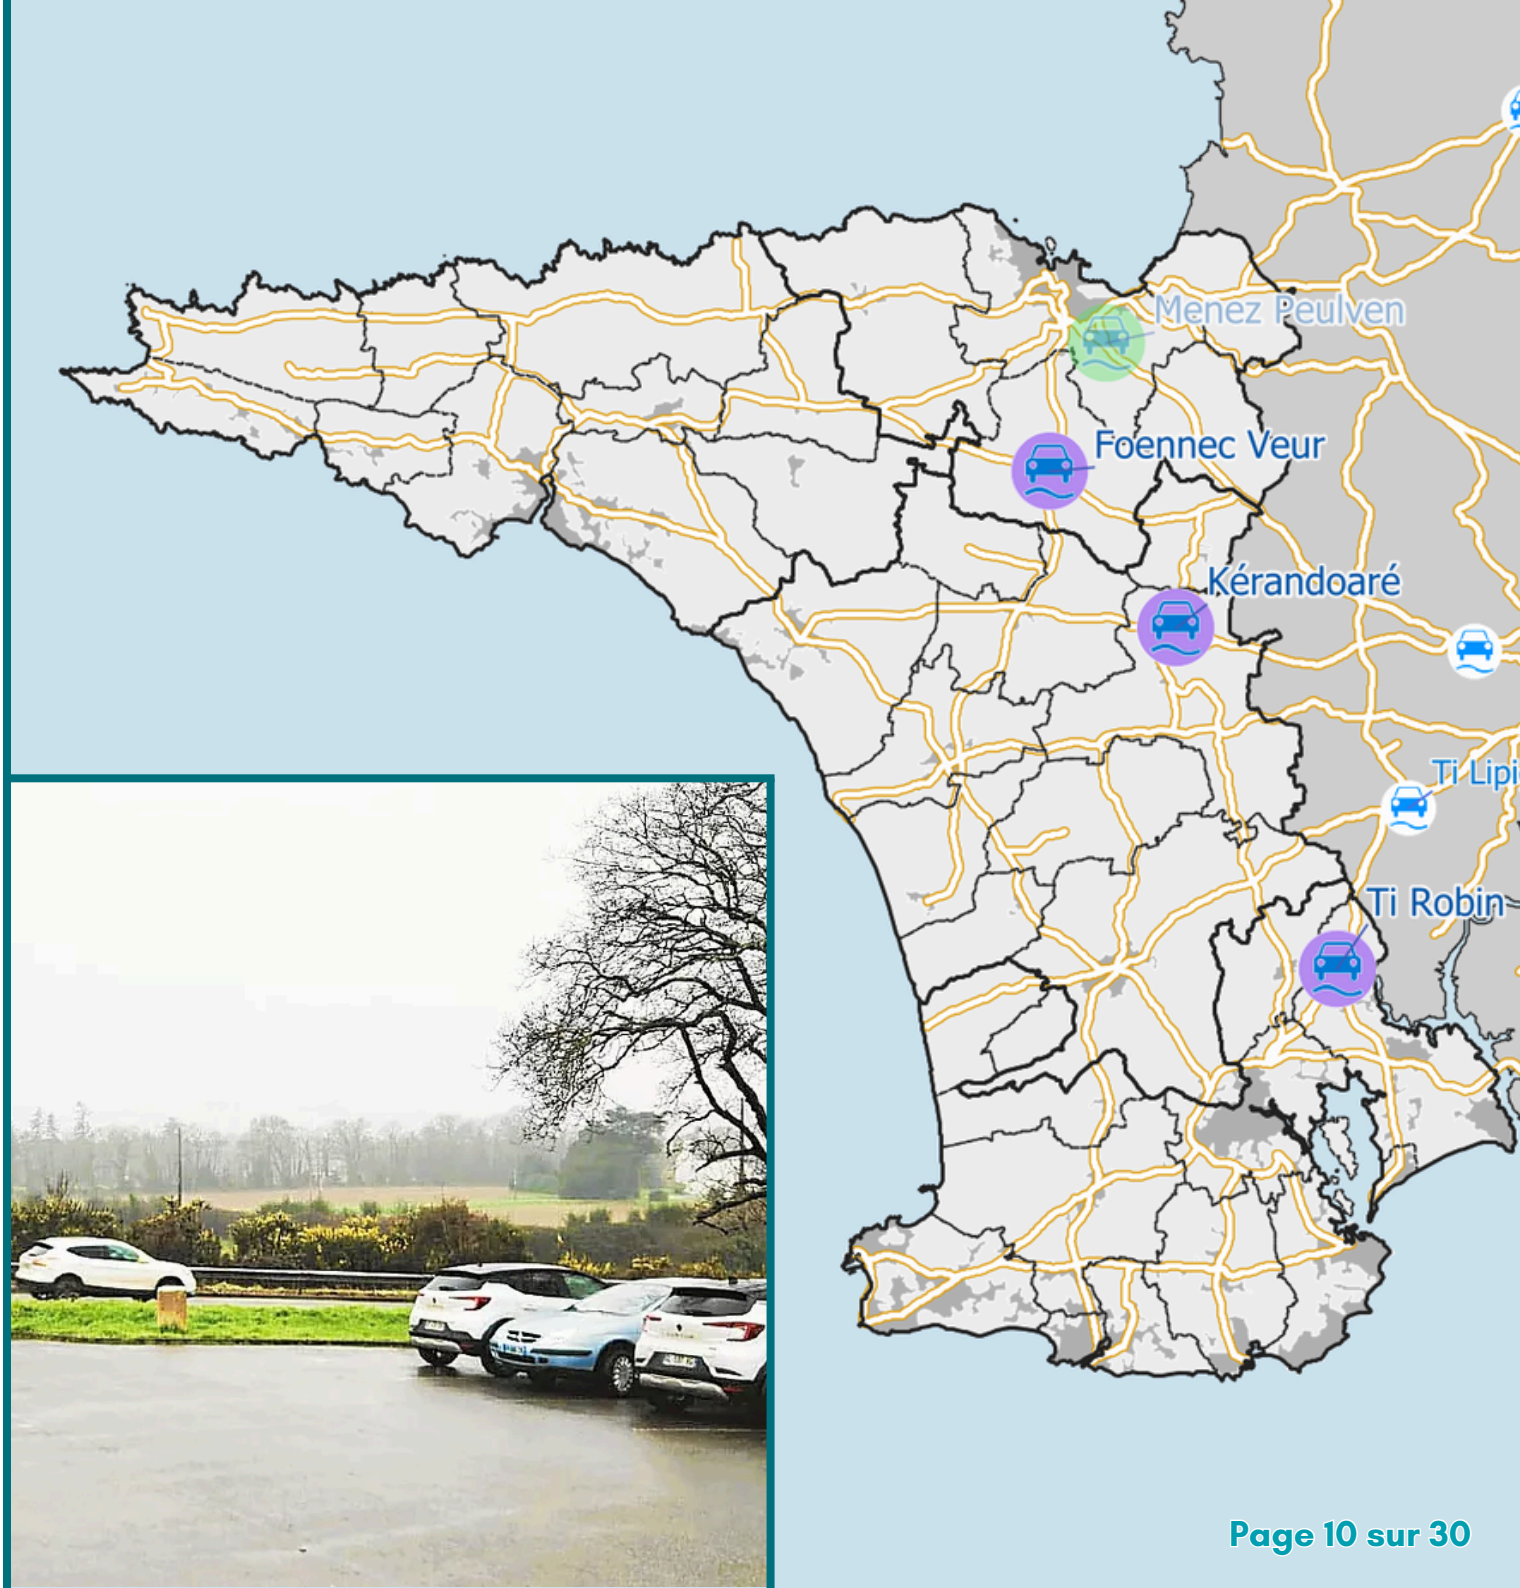 Menez Peulven
Foennec Veur
Kérandoaré
Ti Lipi
Ti Robin
Page 10 sur 30